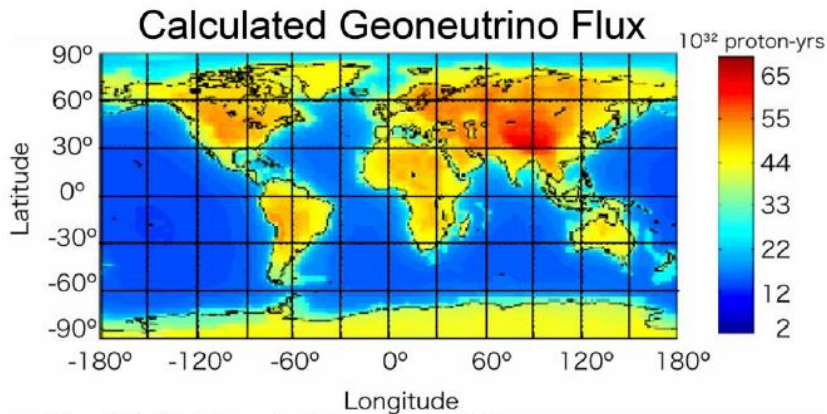 Calculated Geoneutrino Flux
10³² proton-yrs
90º
60º
30º
0º
-30º
-60º
-90º
Latitude
65
55
44
33
22
12
2
-180º -120º -60º 0º 60º 120º 180º
Longitude